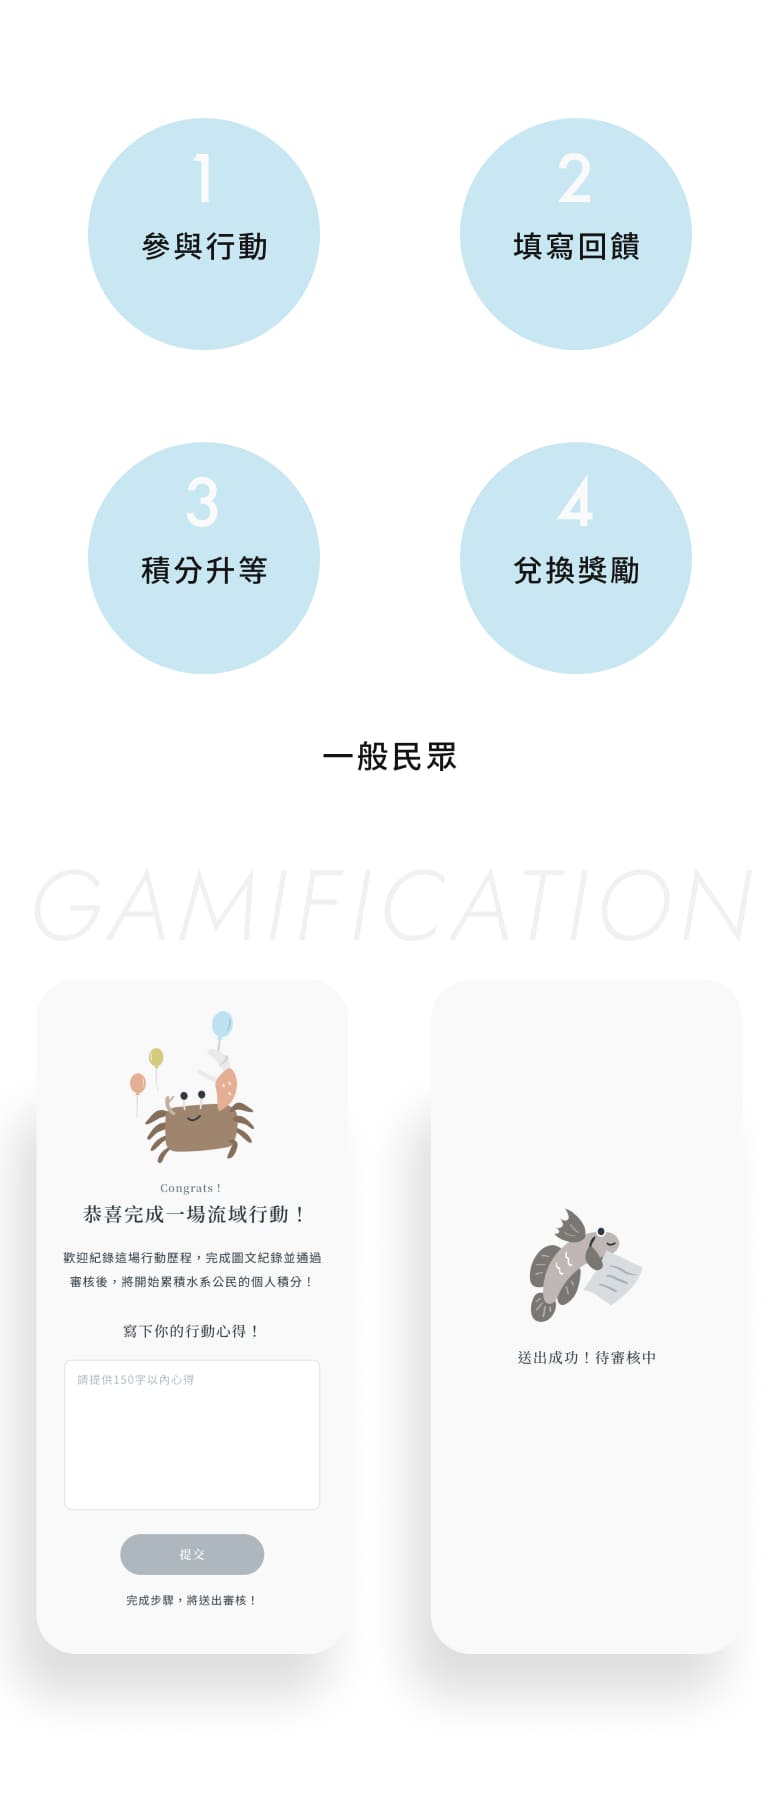 1
參與行動
2
填寫回饋
3
積分升等
4
兌換獎勵
一般民眾
GAMIFICATION
Congrats！
恭喜完成一場流域行動！
歡迎紀錄這場行動歷程，完成圖文紀錄並通過
審核後，將開始累積水系公民的個人積分！
寫下你的行動心得！
請提供150字以內心得
提交
完成步驟，將送出審核！
送出成功！待審核中